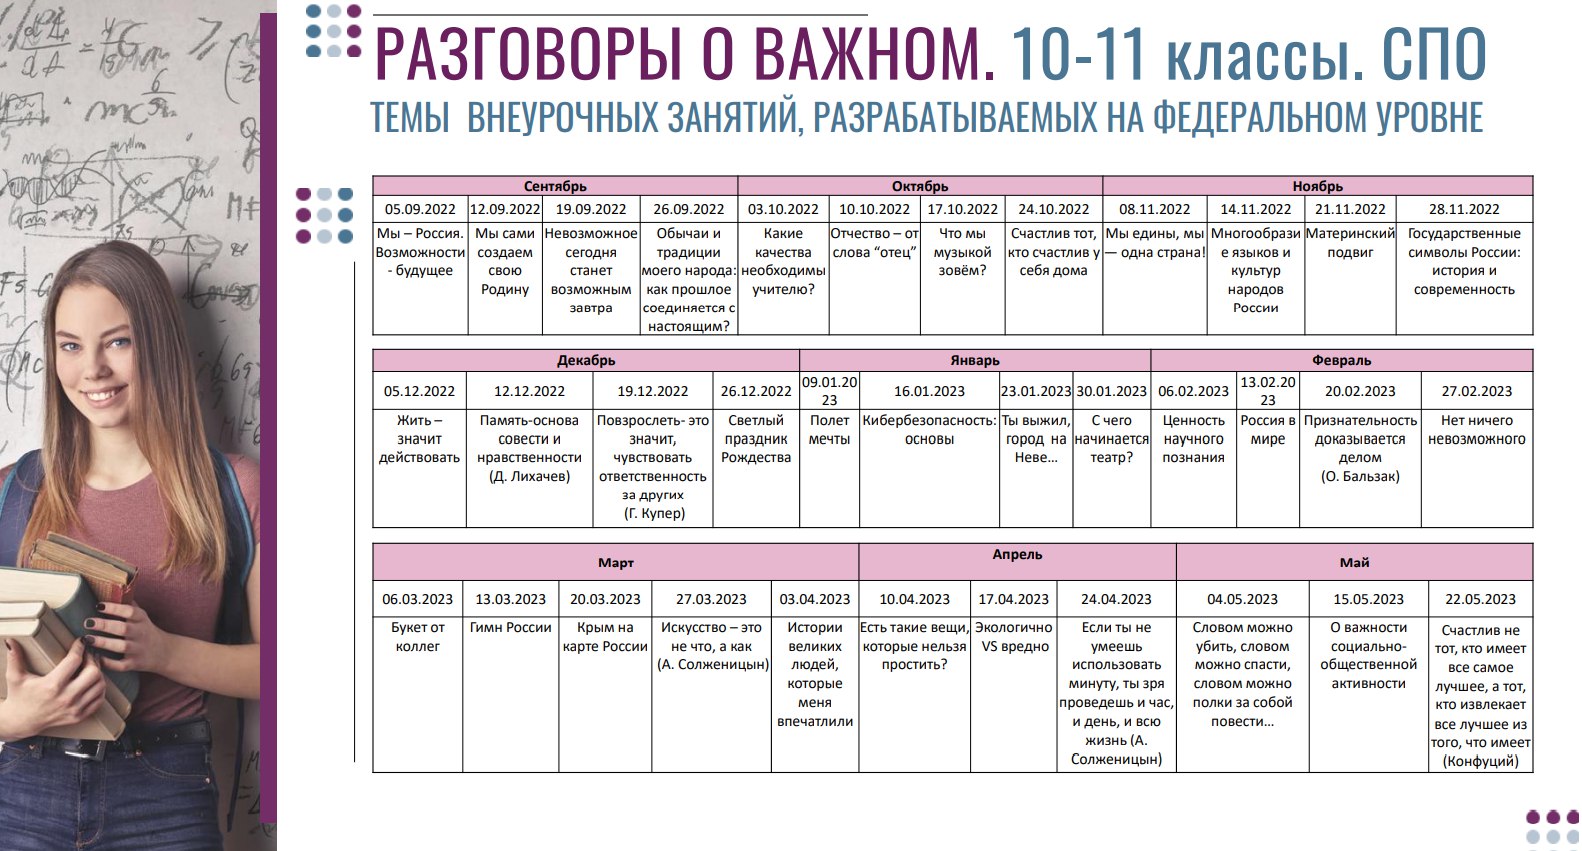 РАЗГОВОРЫ О ВАЖНОМ. 10-11 классы. СПО
ТЕМЫ ВНЕУРОЧНЫХ ЗАНЯТИЙ, РАЗРАБАТЫВАЕМЫХ НА ФЕДЕРАЛЬНОМ УРОВНЕ
Сентябрь
Октябрь
Ноябрь
05.09.2022
12.09.2022
19.09.2022
26.09.2022
03.10.2022
10.10.2022
17.10.2022
24.10.2022
08.11.2022
14.11.2022
21.11.2022
28.11.2022
Мы – Россия.
Возможности
- будущее
Мы сами
создаем
свою
Родину
Невозможное
сегодня
станет
возможным
завтра
Обычаи и
традиции
моего народа:
как прошлое
соединяется с
настоящим?
Какие
качества
необходимы
учителю?
Отчество – от
слова “отец”
Что мы
музыкой
зовём?
Счастлив тот,
кто счастлив у
себя дома
Мы едины, мы
— одна страна!
Многообрази
е языков и
культур
народов
России
Материнский
подвиг
Государственные
символы России:
история и
современность
Декабрь
Январь
Февраль
05.12.2022
12.12.2022
19.12.2022
26.12.2022
09.01.20
23
16.01.2023
23.01.2023
30.01.2023
06.02.2023
13.02.20
23
20.02.2023
27.02.2023
Жить –
значит
действовать
Память-основа
совести и
нравственности
(Д. Лихачев)
Повзрослеть- это
значит,
чувствовать
ответственность
за других
(Г. Купер)
Светлый
праздник
Рождества
Полет
мечты
Кибербезопасность:
основы
Ты выжил,
город на
Неве...
С чего
начинается
театр?
Ценность
научного
познания
Россия в
мире
Признательность
доказывается
делом
(О. Бальзак)
Нет ничего
невозможного
Март
Апрель
Май
06.03.2023
13.03.2023
20.03.2023
27.03.2023
03.04.2023
10.04.2023
17.04.2023
24.04.2023
04.05.2023
15.05.2023
22.05.2023
Букет от
коллег
Гимн России
Крым на
карте России
Искусство – это
не что, а как
(А. Солженицын)
Истории
великих
людей,
которые
меня
впечатлили
Есть такие вещи,
которые нельзя
простить?
Экологично
VS вредно
Если ты не
умеешь
использовать
минуту, ты зря
проведешь и час,
и день, и всю
жизнь (А.
Солженицын)
Словом можно
убить, словом
можно спасти,
словом можно
полки за собой
повести...
О важности
социально-
общественной
активности
Счастлив не
тот, кто имеет
все самое
лучшее, а тот,
кто извлекает
все лучшее из
того, что имеет
(Конфуций)